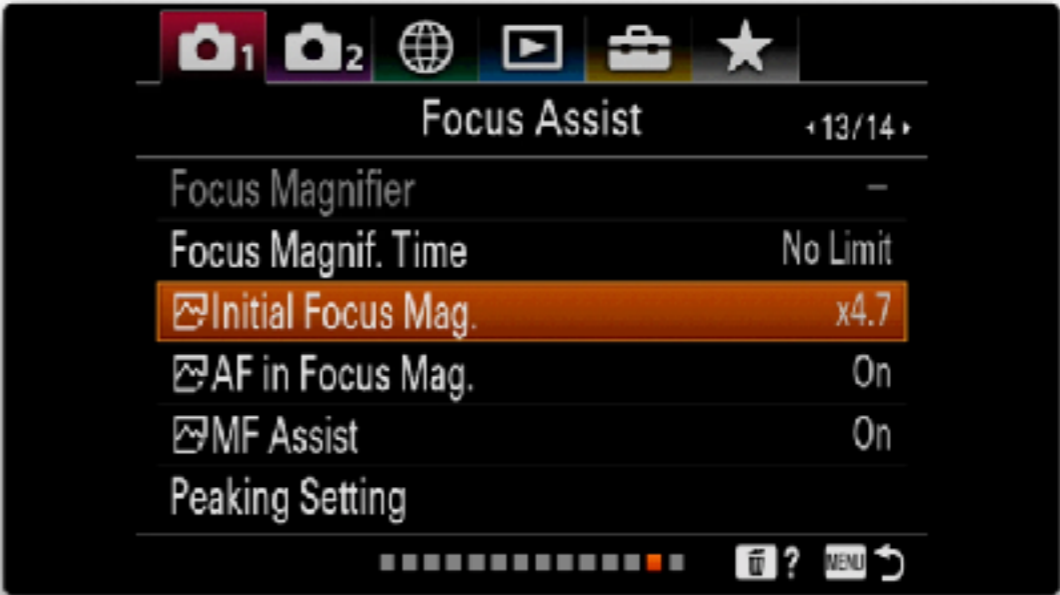 1 2
Focus Assist 13/14
Focus Magnifier –
Focus Magnif. Time No Limit
Initial Focus Mag. x4.7
AF in Focus Mag. On
MF Assist On
Peaking Setting
? MENU